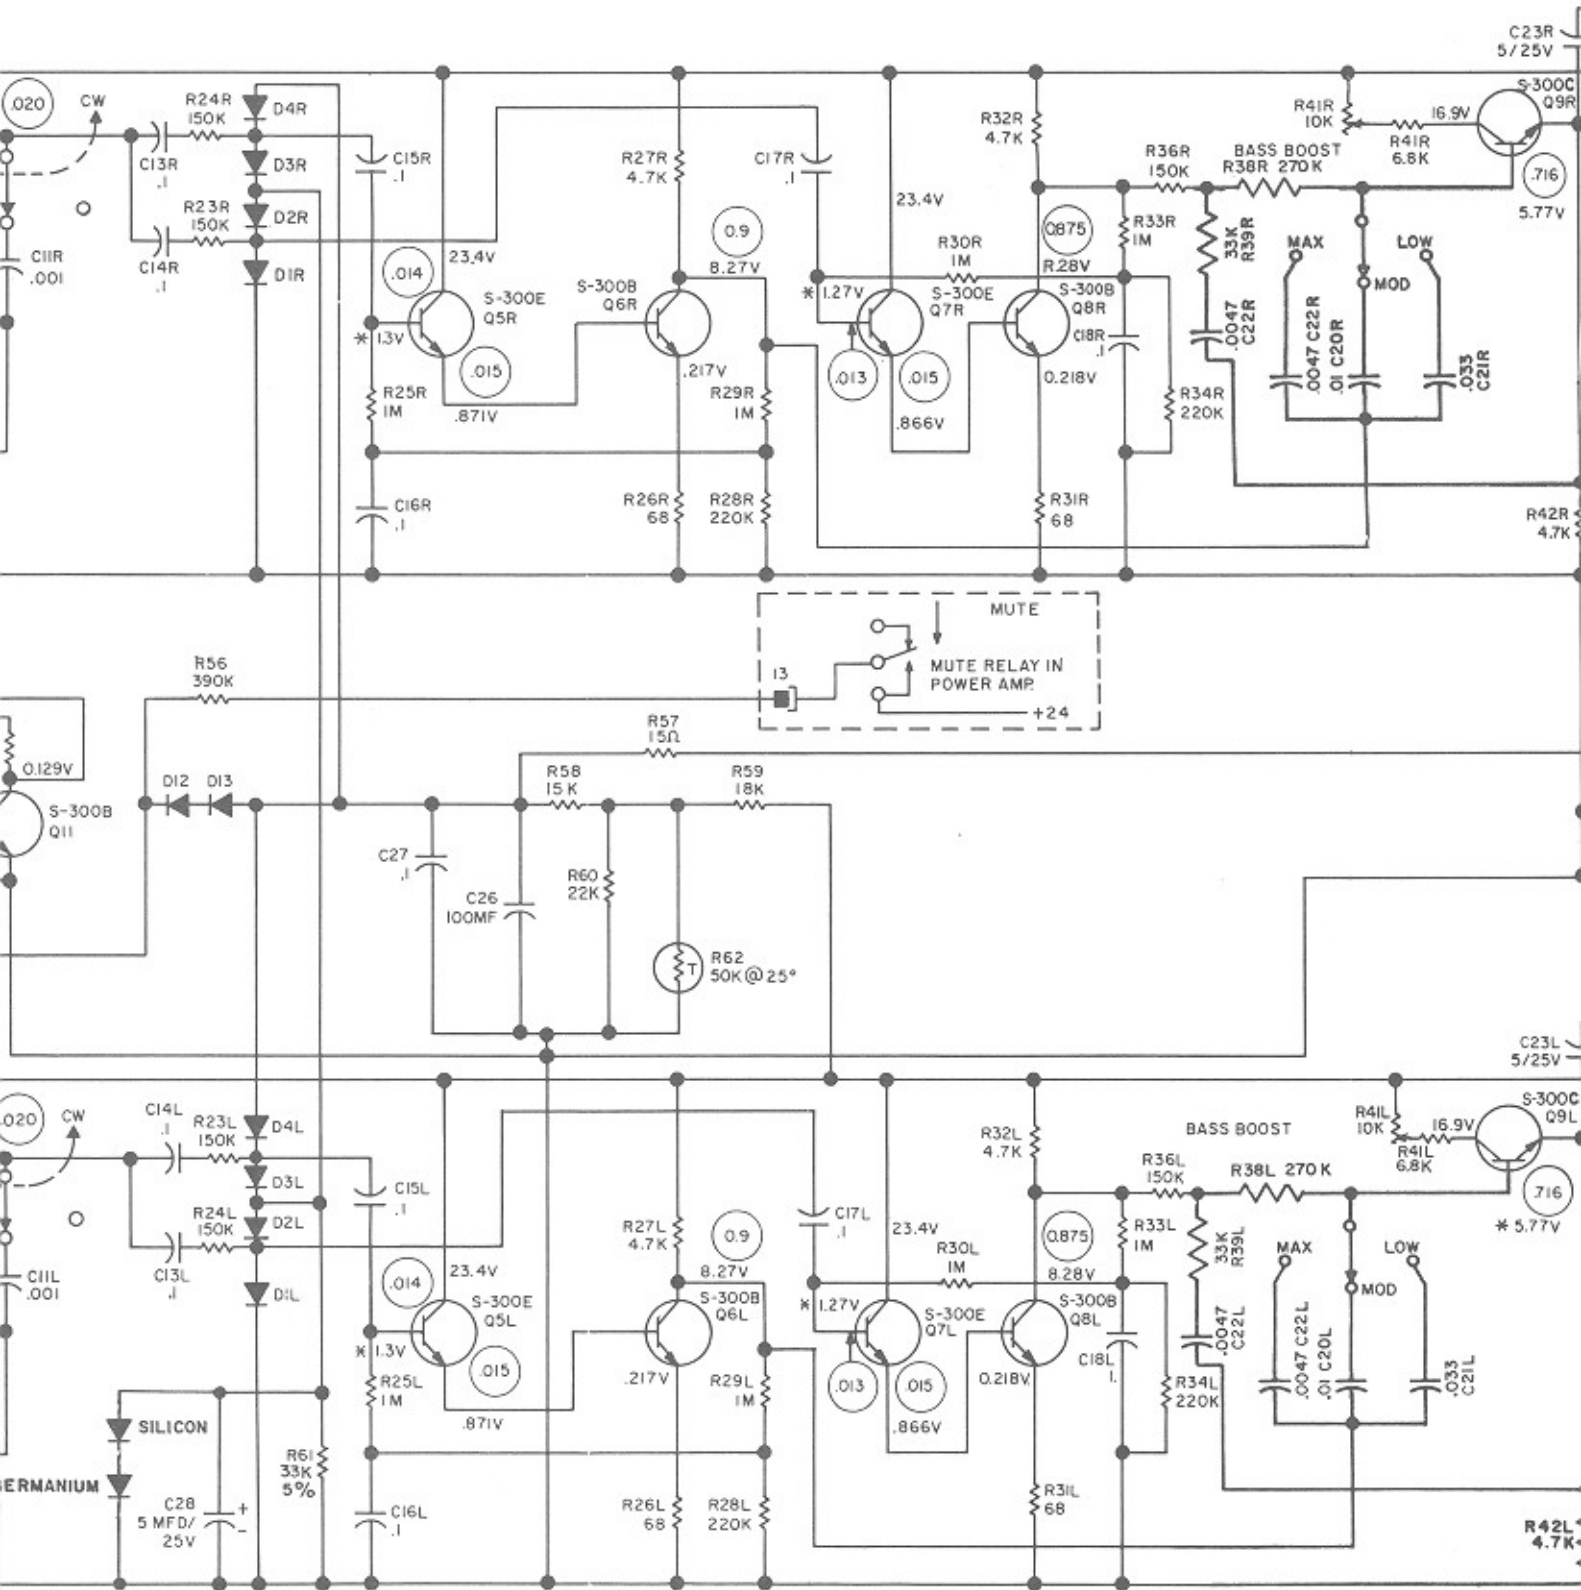 C23R
5/25V
.020
CW
R24R
150K
D4R
C13R
.1
D3R
R23R
150K
D2R
C14R
.1
D1R
C11R
.001
C15R
.1
R27R
4.7K
C17R
.1
R32R
4.7K
R41R
10K
16.9V
R41R
6.8K
S-300C
Q9R
.716
5.77V
R36R
150K
BASS BOOST
R38R 270K
23.4V
.014
S-300E
Q5R
* 1.3V
.015
R25R
1M
.871V
S-300B
Q6R
0.9
8.27V
.217V
R29R
1M
23.4V
R30R
1M
* 1.27V
S-300E
Q7R
.013
.015
.866V
0.875
R.28V
S-300B
Q8R
R33R
1M
C18R
.1
0.218V
R34R
220K
33K
R39R
.0047
C22R
MAX
LOW
MOD
.0047 C22R
.01 C20R
.033
C21R
C16R
.1
R26R
68
R28R
220K
R31R
68
R42R
4.7K
MUTE
MUTE RELAY IN
POWER AMP.
13
+24
R56
390K
R57
15Ω
0.129V
S-300B
Q11
D12
D13
R58
15K
R59
18K
C27
.1
C26
100MF
R60
22K
T
R62
50K@25°
C23L
5/25V
.020
CW
C14L
.1
R23L
150K
D4L
D3L
R24L
150K
D2L
C13L
.1
D1L
C11L
.001
C15L
.1
R27L
4.7K
C17L
.1
R32L
4.7K
R41L
10K
16.9V
R41L
6.8K
S-300C
Q9L
.716
* 5.77V
BASS BOOST
R36L
150K
R38L 270K
23.4V
.014
S-300E
Q5L
* 1.3V
.015
R25L
1M
.871V
0.9
8.27V
S-300B
Q6L
.217V
R29L
1M
23.4V
R30L
1M
* 1.27V
S-300E
Q7L
.013
.015
.866V
0.875
8.28V
S-300B
Q8L
R33L
1M
C18L
1.
0.218V
R34L
220K
33K
R39L
.0047
C22L
MAX
LOW
MOD
.0047 C22L
.01 C20L
.033
C21L
SILICON
ERMANIUM
C28
5 MFD/
25V
+
-
R61
33K
5%
C16L
.1
R26L
68
R28L
220K
R31L
68
R42L
4.7K